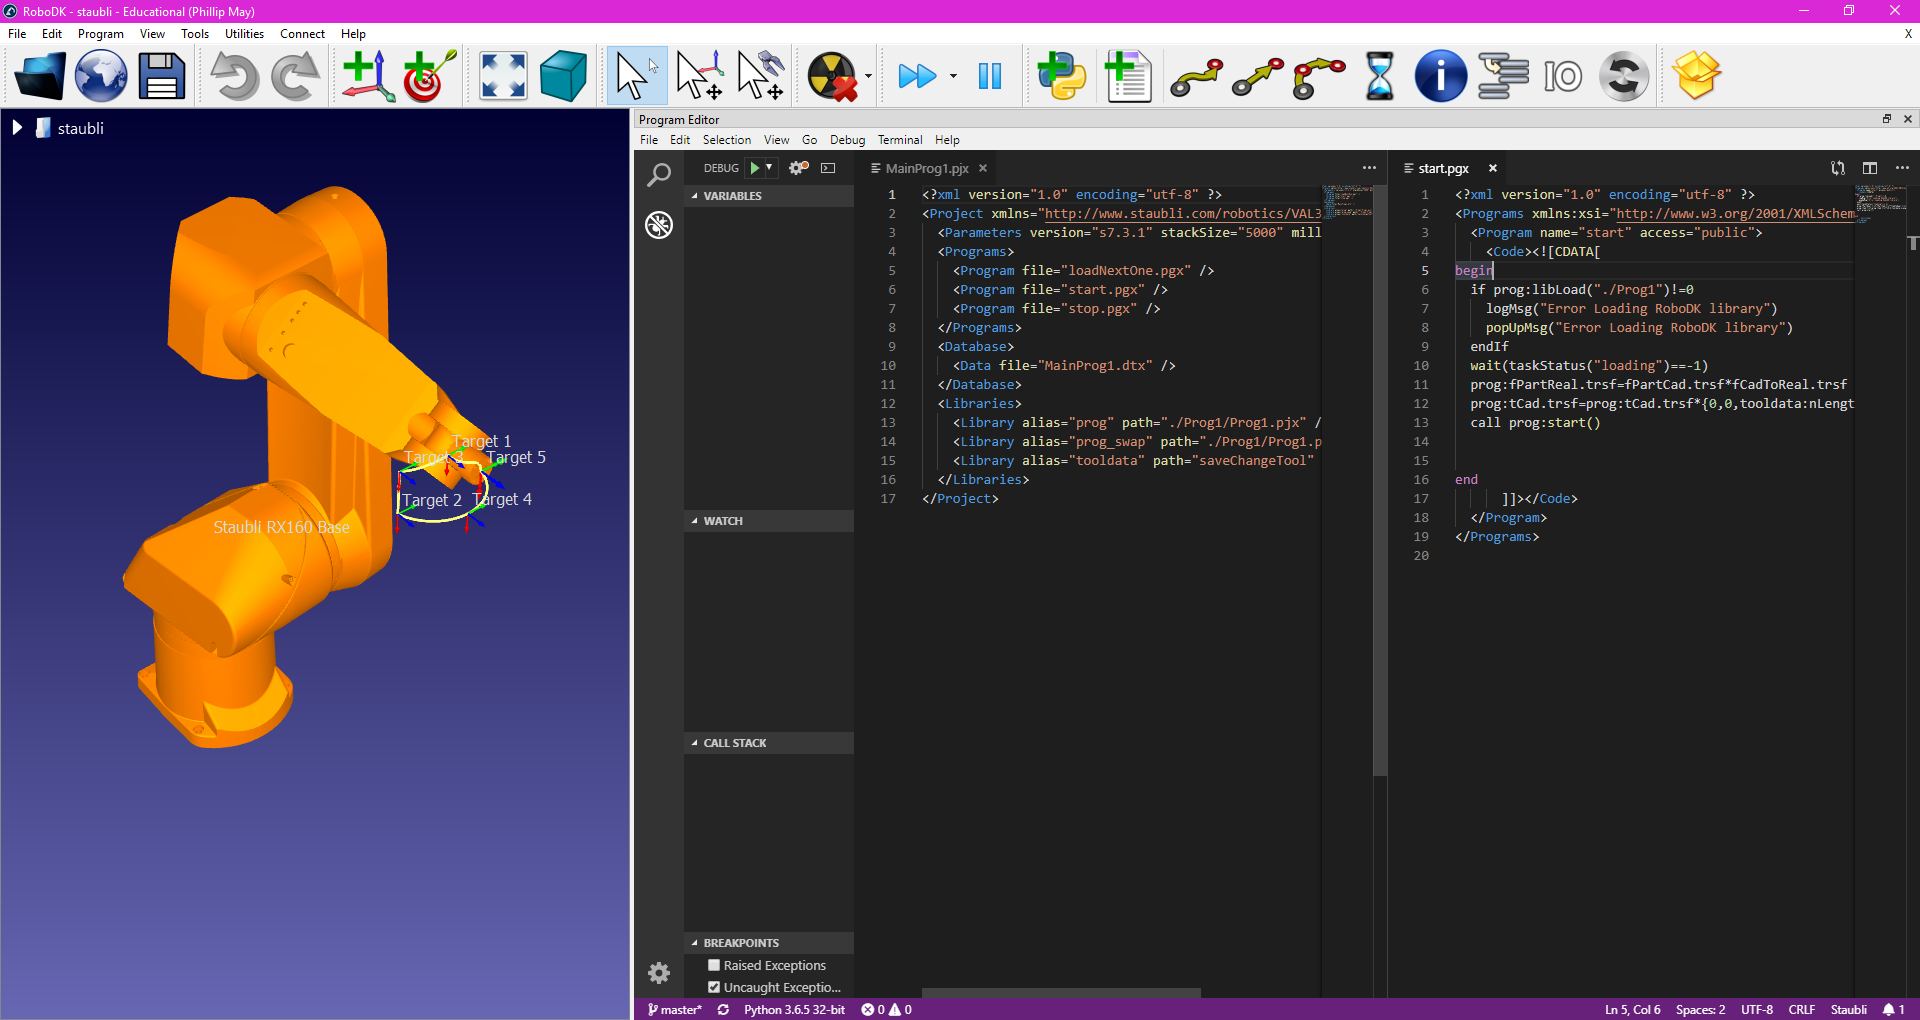 RoboDK - staubli - Educational (Phillip May)
File Edit Program View Tools Utilities Connect Help X
IO
staubli
Target 1
Target 3 Target 5
Target 2 Target 4
Staubli RX160 Base
Program Editor
File Edit Selection View Go Debug Terminal Help
DEBUG
VARIABLES
WATCH
CALL STACK
BREAKPOINTS
Raised Exceptions
Uncaught Exceptio...
MainProg1.pjx
1 <?xml version="1.0" encoding="utf-8" ?>
2 <Project xmlns="http://www.staubli.com/robotics/VAL3
3 <Parameters version="s7.3.1" stackSize="5000" mill
4 <Programs>
5 <Program file="loadNextOne.pgx" />
6 <Program file="start.pgx" />
7 <Program file="stop.pgx" />
8 </Programs>
9 <Database>
10 <Data file="MainProg1.dtx" />
11 </Database>
12 <Libraries>
13 <Library alias="prog" path="./Prog1/Prog1.pjx" /
14 <Library alias="prog_swap" path="./Prog1/Prog1.p
15 <Library alias="tooldata" path="saveChangeTool"
16 </Libraries>
17 </Project>
start.pgx
1 <?xml version="1.0" encoding="utf-8" ?>
2 <Programs xmlns:xsi="http://www.w3.org/2001/XMLSchem
3 <Program name="start" access="public">
4 <Code><![CDATA[
5 begin
6 if prog:libLoad("./Prog1")!=0
7 logMsg("Error Loading RoboDK library")
8 popUpMsg("Error Loading RoboDK library")
9 endIf
10 wait(taskStatus("loading")==-1)
11 prog:fPartReal.trsf=fPartCad.trsf*fCadToReal.trsf
12 prog:tCad.trsf=prog:tCad.trsf*{0,0,tooldata:nLengt
13 call prog:start()
14
15
16 end
17 ]]></Code>
18 </Program>
19 </Programs>
20
master* Python 3.6.5 32-bit 0 0 Ln 5, Col 6 Spaces: 2 UTF-8 CRLF Staubli 1